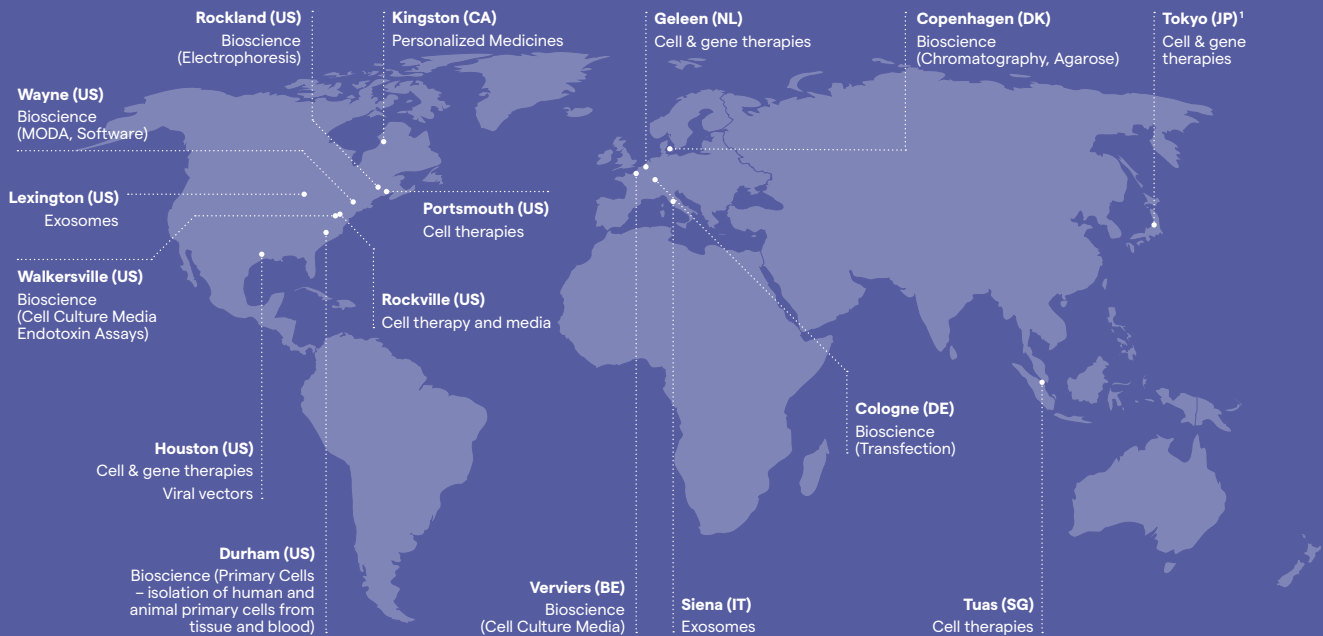 Rockland (US)
Bioscience
(Electrophoresis)
Kingston (CA)
Personalized Medicines
Geleen (NL)
Cell & gene therapies
Copenhagen (DK)
Bioscience
(Chromatography, Agarose)
Tokyo (JP)¹
Cell & gene
therapies
Wayne (US)
Bioscience
(MODA, Software)
Lexington (US)
Exosomes
Portsmouth (US)
Cell therapies
Walkersville (US)
Bioscience
(Cell Culture Media
Endotoxin Assays)
Rockville (US)
Cell therapy and media
Cologne (DE)
Bioscience
(Transfection)
Houston (US)
Cell & gene therapies
Viral vectors
Durham (US)
Bioscience (Primary Cells
– isolation of human and
animal primary cells from
tissue and blood)
Verviers (BE)
Bioscience
(Cell Culture Media)
Siena (IT)
Exosomes
Tuas (SG)
Cell therapies